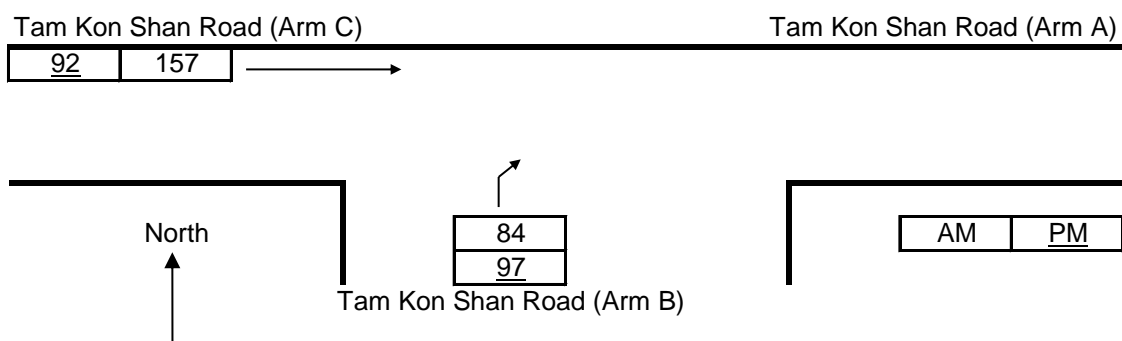 Tam Kon Shan Road (Arm C) Tam Kon Shan Road (Arm A)
92 157
North 84 AM PM
97
Tam Kon Shan Road (Arm B)